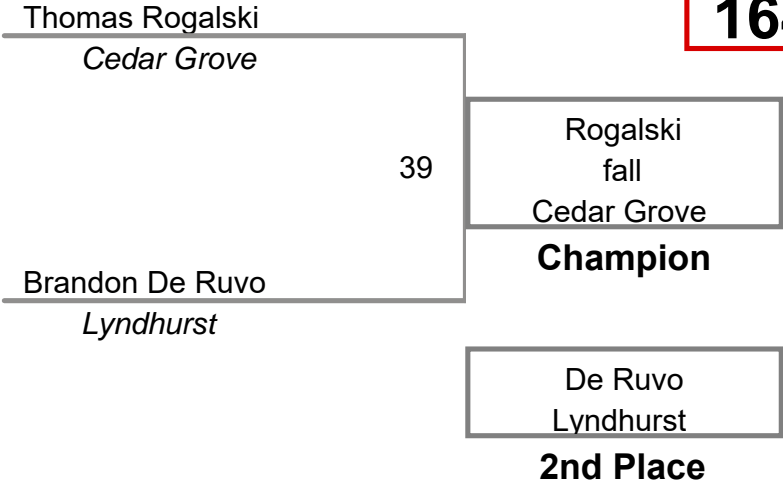 Thomas Rogalski
Cedar Grove
39
Rogalski
fall
Cedar Grove
Champion
Brandon De Ruvo
Lyndhurst
De Ruvo
Lyndhurst
2nd Place